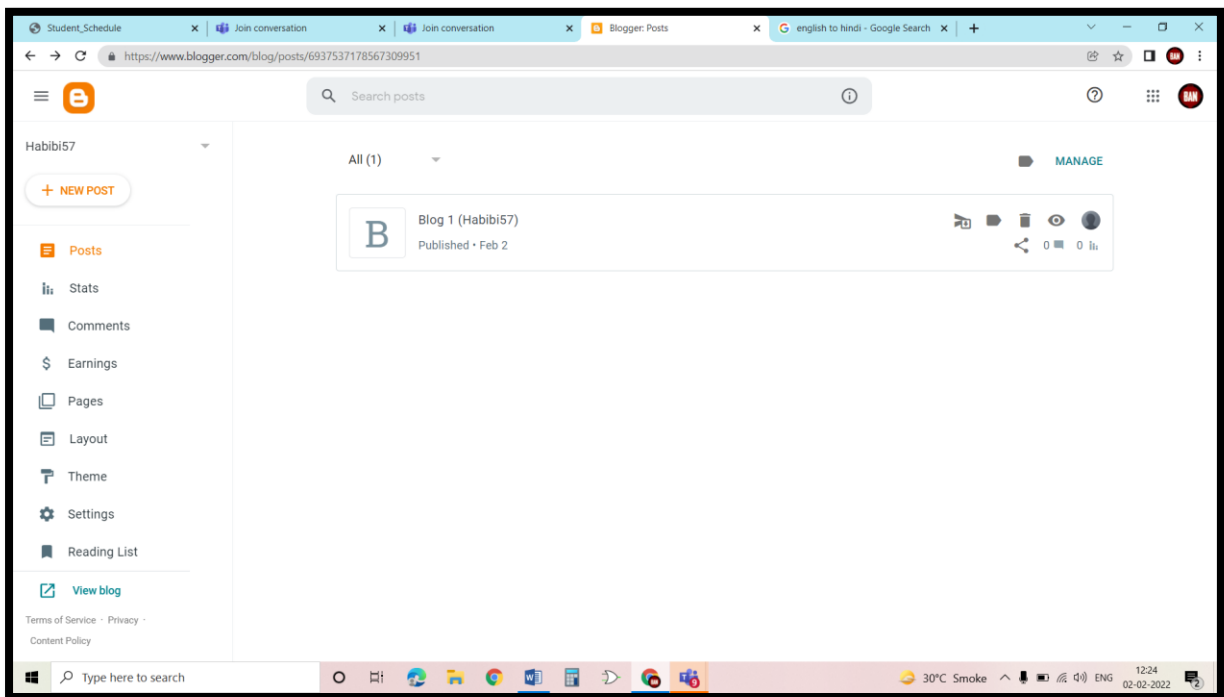 Student_Schedule
Join conversation
Join conversation
Blogger: Posts
english to hindi - Google Search
https://www.blogger.com/blog/posts/6937537178567309951
BAN
Search posts
BAN
Habibi57
All (1)
MANAGE
NEW POST
B
Blog 1 (Habibi57)
Published • Feb 2
0
0
Posts
Stats
Comments
$ Earnings
Pages
Layout
Theme
Settings
Reading List
View blog
Terms of Service · Privacy ·
Content Policy
Type here to search
30°C Smoke
ENG
12:24
02-02-2022
2